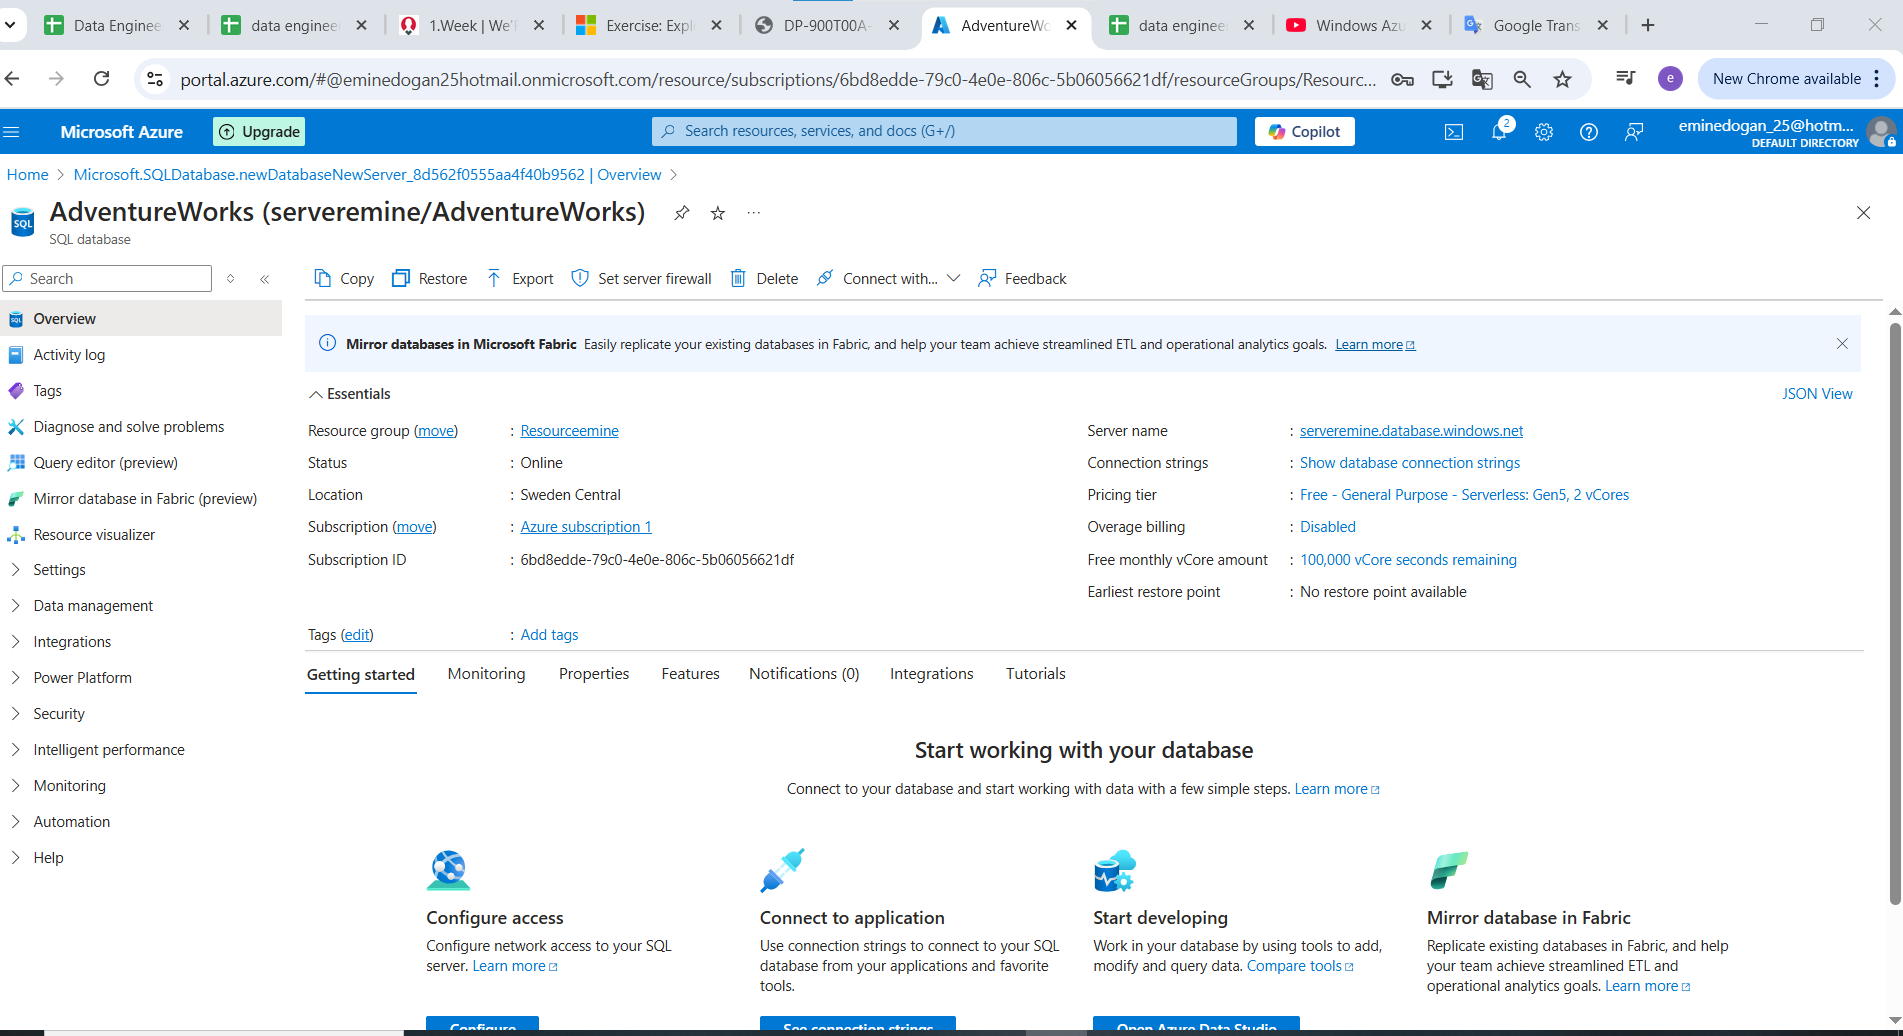 Data Enginee
data enginee
1.Week | We'
Exercise: Expl
DP-900T00A-
AdventureWo
data enginee
Windows Azu
Google Trans
portal.azure.com/#@eminedogan25hotmail.onmicrosoft.com/resource/subscriptions/6bd8edde-79c0-4e0e-806c-5b06056621df/resourceGroups/Resourc...
e
New Chrome available
Microsoft Azure
Upgrade
Search resources, services, and docs (G+/)
Copilot
2
eminedogan_25@hotm...
DEFAULT DIRECTORY
Home > Microsoft.SQLDatabase.newDatabaseNewServer_8d562f0555aa4f40b9562 | Overview >
SQL
AdventureWorks (serveremine/AdventureWorks)
SQL database
Search
Copy Restore Export Set server firewall Delete Connect with... Feedback
Overview
Activity log
Tags
Diagnose and solve problems
Query editor (preview)
Mirror database in Fabric (preview)
Resource visualizer
Settings
Data management
Integrations
Power Platform
Security
Intelligent performance
Monitoring
Automation
Help
Mirror databases in Microsoft Fabric Easily replicate your existing databases in Fabric, and help your team achieve streamlined ETL and operational analytics goals. Learn more
Essentials
JSON View
Resource group (move) : Resourceemine
Status : Online
Location : Sweden Central
Subscription (move) : Azure subscription 1
Subscription ID : 6bd8edde-79c0-4e0e-806c-5b06056621df
Server name : serveremine.database.windows.net
Connection strings : Show database connection strings
Pricing tier : Free - General Purpose - Serverless: Gen5, 2 vCores
Overage billing : Disabled
Free monthly vCore amount : 100,000 vCore seconds remaining
Earliest restore point : No restore point available
Tags (edit) : Add tags
Getting started Monitoring Properties Features Notifications (0) Integrations Tutorials
Start working with your database
Connect to your database and start working with data with a few simple steps. Learn more
Configure access
Configure network access to your SQL
server. Learn more
Configure
Connect to application
Use connection strings to connect to your SQL
database from your applications and favorite
tools.
See connection strings
Start developing
Work in your database by using tools to add,
modify and query data. Compare tools
Open Azure Data Studio
Mirror database in Fabric
Replicate existing databases in Fabric, and help
your team achieve streamlined ETL and
operational analytics goals. Learn more